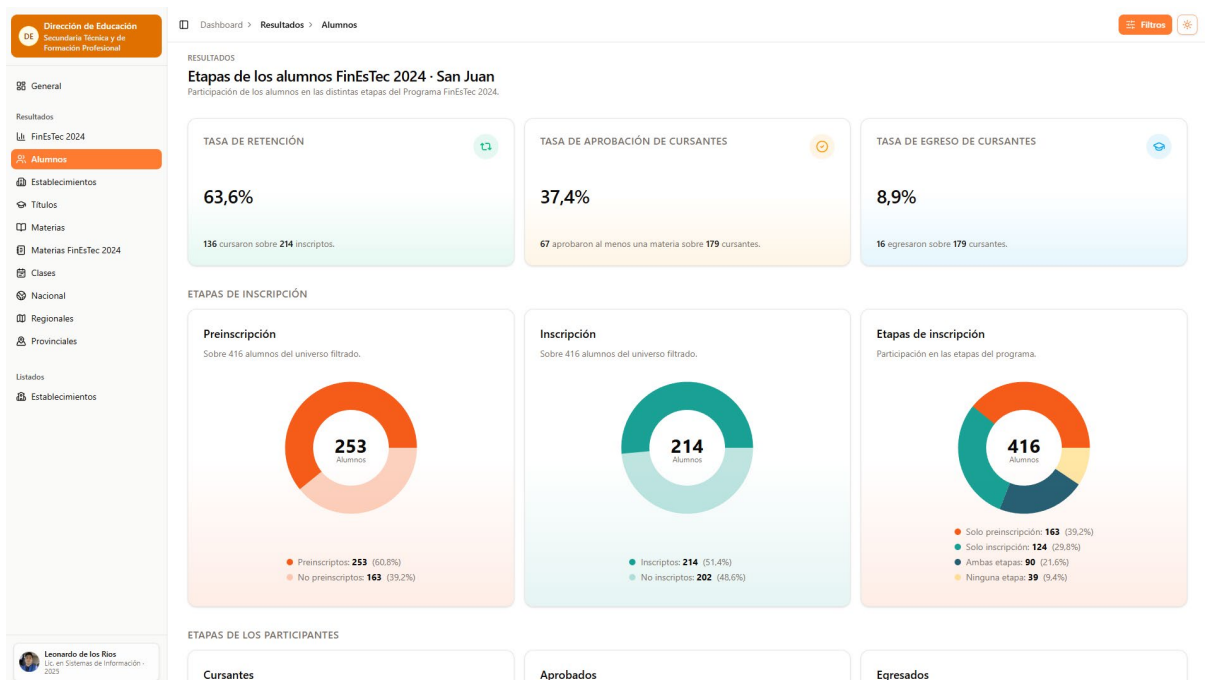 DE
Dirección de Educación
Secundaria Técnica y de
Formación Profesional
General
Resultados
FinEsTec 2024
Alumnos
Establecimientos
Títulos
Materias
Materias FinEsTec 2024
Clases
Nacional
Regionales
Provinciales
Listados
Establecimientos
Leonardo de los Rios
Lic. en Sistemas de Información -
2025
Dashboard > Resultados > Alumnos
Filtros
RESULTADOS
Etapas de los alumnos FinEsTec 2024 · San Juan
Participación de los alumnos en las distintas etapas del Programa FinEsTec 2024.
TASA DE RETENCIÓN
63,6%
136 cursaron sobre 214 inscriptos.
TASA DE APROBACIÓN DE CURSANTES
37,4%
67 aprobaron al menos una materia sobre 179 cursantes.
TASA DE EGRESO DE CURSANTES
8,9%
16 egresaron sobre 179 cursantes.
ETAPAS DE INSCRIPCIÓN
Preinscripción
Sobre 416 alumnos del universo filtrado.
253
Alumnos
Preinscriptos: 253 (60.8%)
No preinscriptos: 163 (39.2%)
Inscripción
Sobre 416 alumnos del universo filtrado.
214
Alumnos
Inscriptos: 214 (51.4%)
No inscriptos: 202 (48.6%)
Etapas de inscripción
Participación en las etapas del programa.
416
Alumnos
Solo preinscripción: 163 (39.2%)
Solo inscripción: 124 (29.8%)
Ambas etapas: 90 (21.6%)
Ninguna etapa: 39 (9.4%)
ETAPAS DE LOS PARTICIPANTES
Cursantes
Aprobados
Egresados